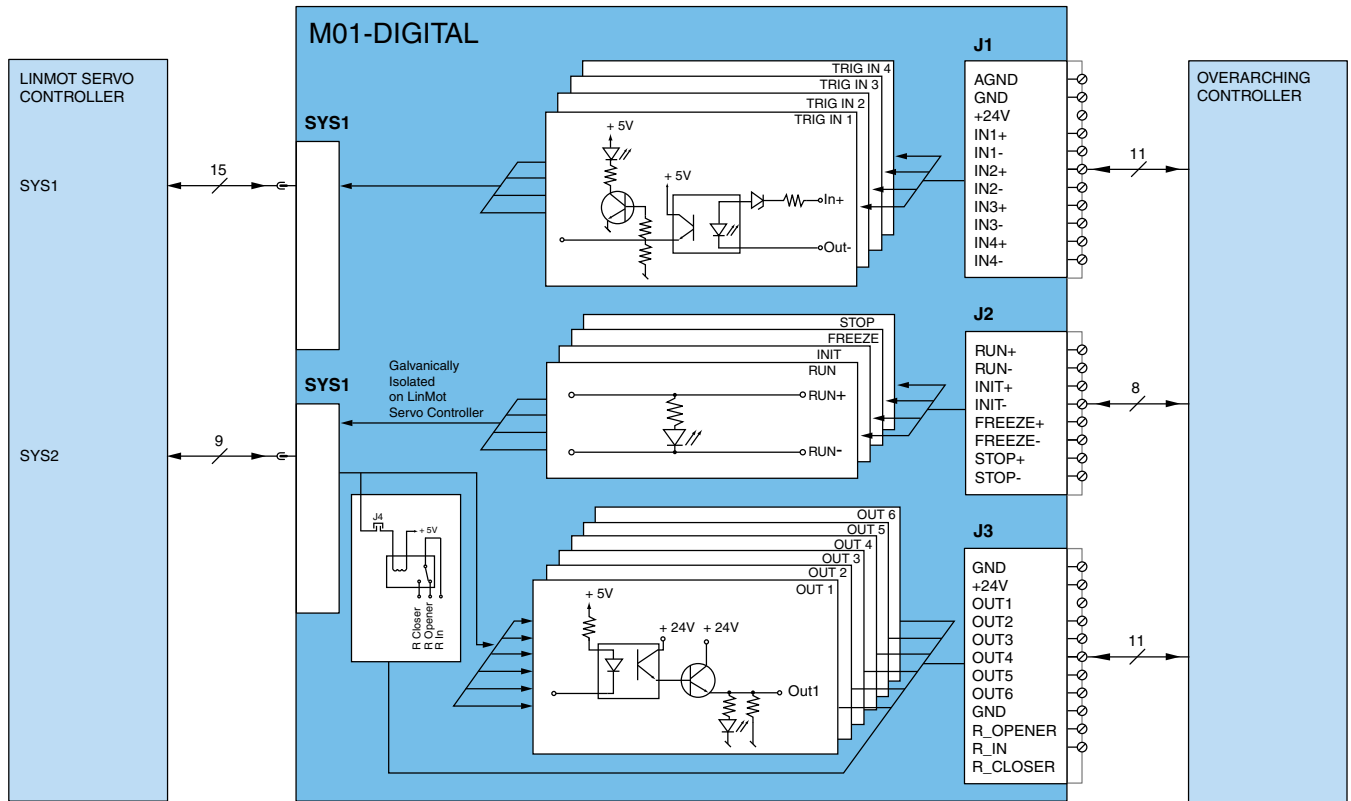 M01-DIGITAL
LINMOT SERVO
CONTROLLER
SYS1
15
SYS2
9
SYS1
TRIG IN 4
TRIG IN 3
TRIG IN 2
TRIG IN 1
+ 5V
+ 5V
In+
Out-
J1
AGND
GND
+24V
IN1+
IN1-
IN2+
IN2-
IN3+
IN3-
IN4+
IN4-
11
OVERARCHING
CONTROLLER
SYS1
Galvanically
Isolated
on LinMot
Servo Controller
STOP
FREEZE
INIT
RUN
RUN+
RUN-
J2
RUN+
RUN-
INIT+
INIT-
FREEZE+
FREEZE-
STOP+
STOP-
8
J4
+ 5V
R Closer
R Opener
R In
OUT 6
OUT 5
OUT 4
OUT 3
OUT 2
OUT 1
+ 5V
+ 24V
+ 24V
Out1
J3
GND
+24V
OUT1
OUT2
OUT3
OUT4
OUT5
OUT6
GND
R_OPENER
R_IN
R_CLOSER
11